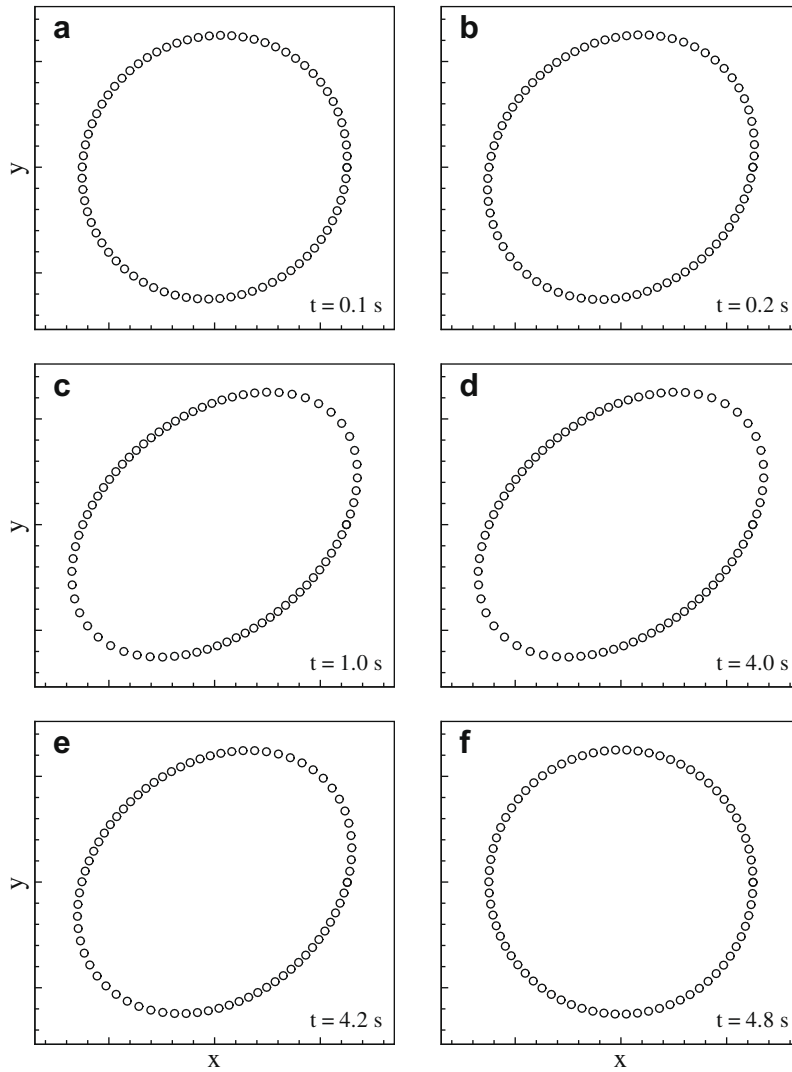 a
b
y
t = 0.1 s
t = 0.2 s
c
d
y
t = 1.0 s
t = 4.0 s
e
f
y
t = 4.2 s
t = 4.8 s
x
x